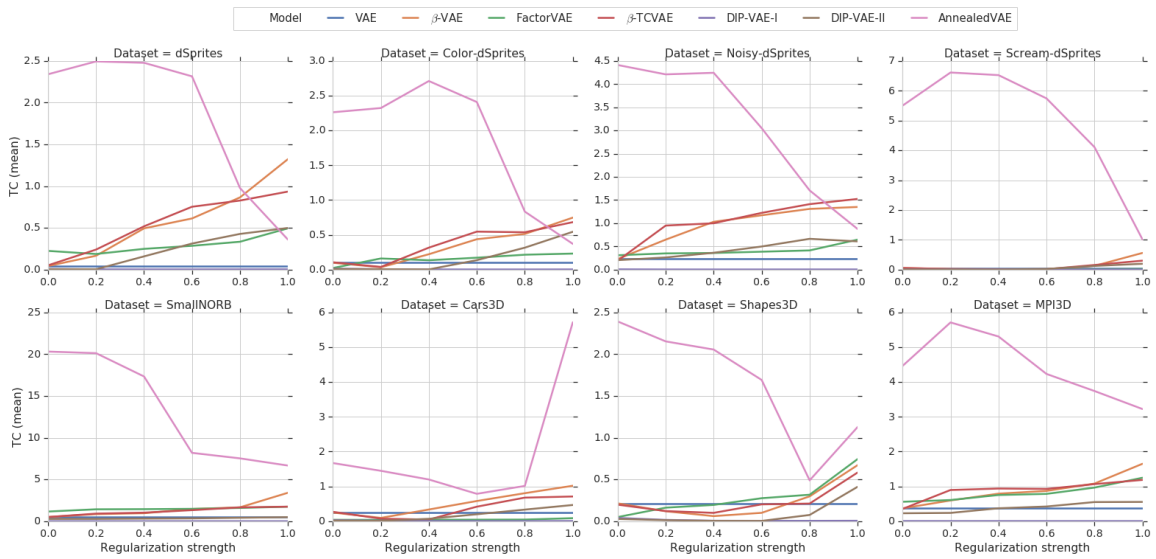 Model VAE β-VAE FactorVAE β-TCVAE DIP-VAE-I DIP-VAE-II AnnealedVAE
Dataset = dSprites
Dataset = Color-dSprites
Dataset = Noisy-dSprites
Dataset = Scream-dSprites
TC (mean)
2.5
2.0
1.5
1.0
0.5
0.0
0.0 0.2 0.4 0.6 0.8 1.0
3.0
2.5
2.0
1.5
1.0
0.5
0.0
0.0 0.2 0.4 0.6 0.8 1.0
4.5
4.0
3.5
3.0
2.5
2.0
1.5
1.0
0.5
0.0
0.0 0.2 0.4 0.6 0.8 1.0
7
6
5
4
3
2
1
0
0.0 0.2 0.4 0.6 0.8 1.0
Dataset = SmallNORB
Dataset = Cars3D
Dataset = Shapes3D
Dataset = MPI3D
TC (mean)
25
20
15
10
5
0
0.0 0.2 0.4 0.6 0.8 1.0
Regularization strength
6
5
4
3
2
1
0
0.0 0.2 0.4 0.6 0.8 1.0
Regularization strength
2.5
2.0
1.5
1.0
0.5
0.0
0.0 0.2 0.4 0.6 0.8 1.0
Regularization strength
6
5
4
3
2
1
0
0.0 0.2 0.4 0.6 0.8 1.0
Regularization strength